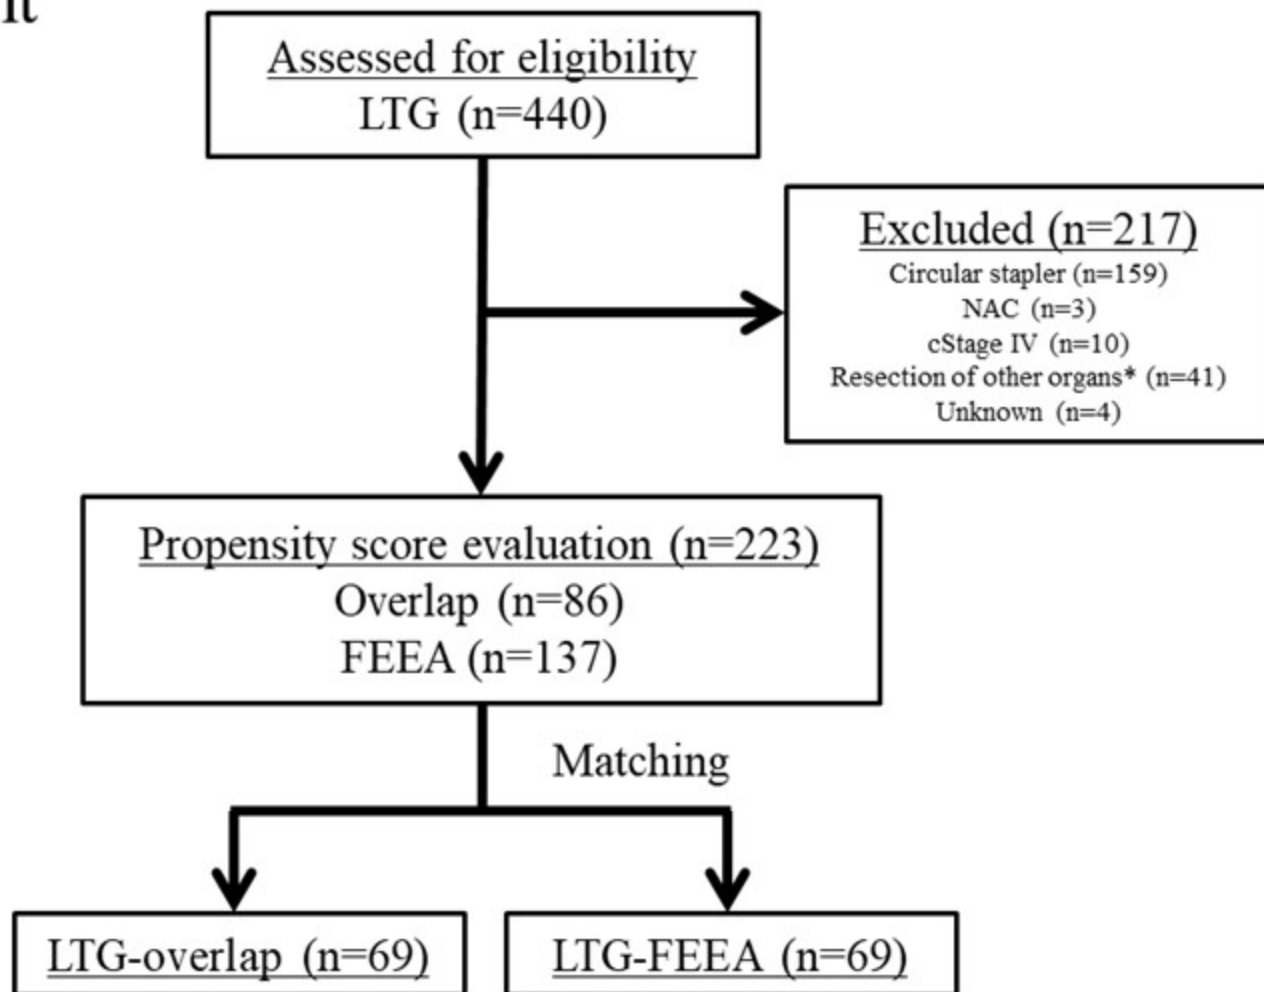 Assessed for eligibility
LTG (n=440)
Excluded (n=217)
Circular stapler (n=159)
NAC (n=3)
cStage IV (n=10)
Resection of other organs* (n=41)
Unknown (n=4)
Propensity score evaluation (n=223)
Overlap (n=86)
FEEA (n=137)
Matching
LTG-overlap (n=69)
LTG-FEEA (n=69)